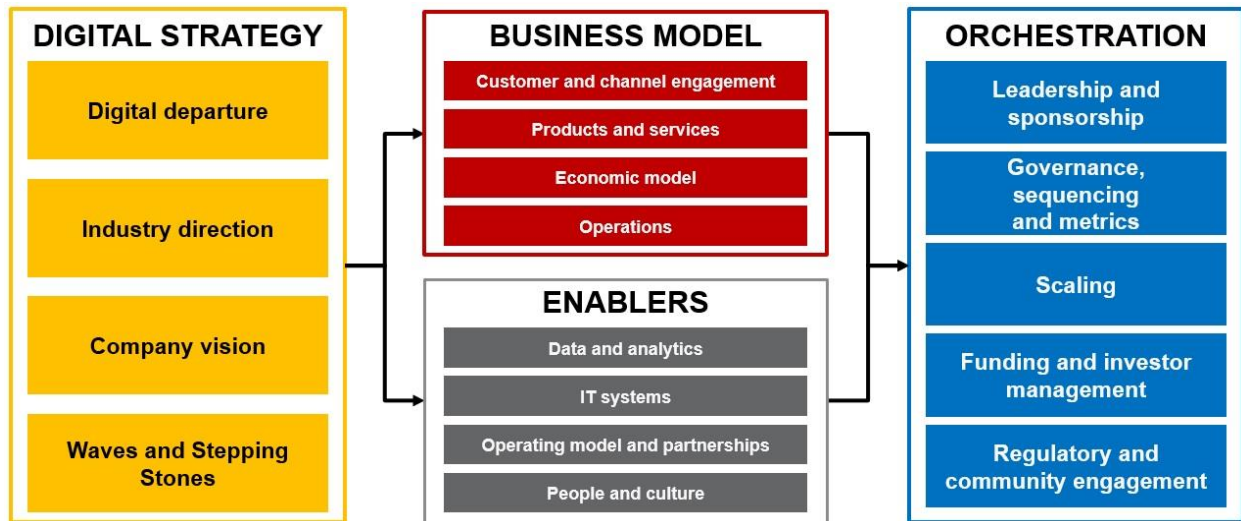 DIGITAL STRATEGY
Digital departure
Industry direction
Company vision
Waves and Stepping
Stones
BUSINESS MODEL
Customer and channel engagement
Products and services
Economic model
Operations
ENABLERS
Data and analytics
IT systems
Operating model and partnerships
People and culture
ORCHESTRATION
Leadership and
sponsorship
Governance,
sequencing
and metrics
Scaling
Funding and investor
management
Regulatory and
community engagement